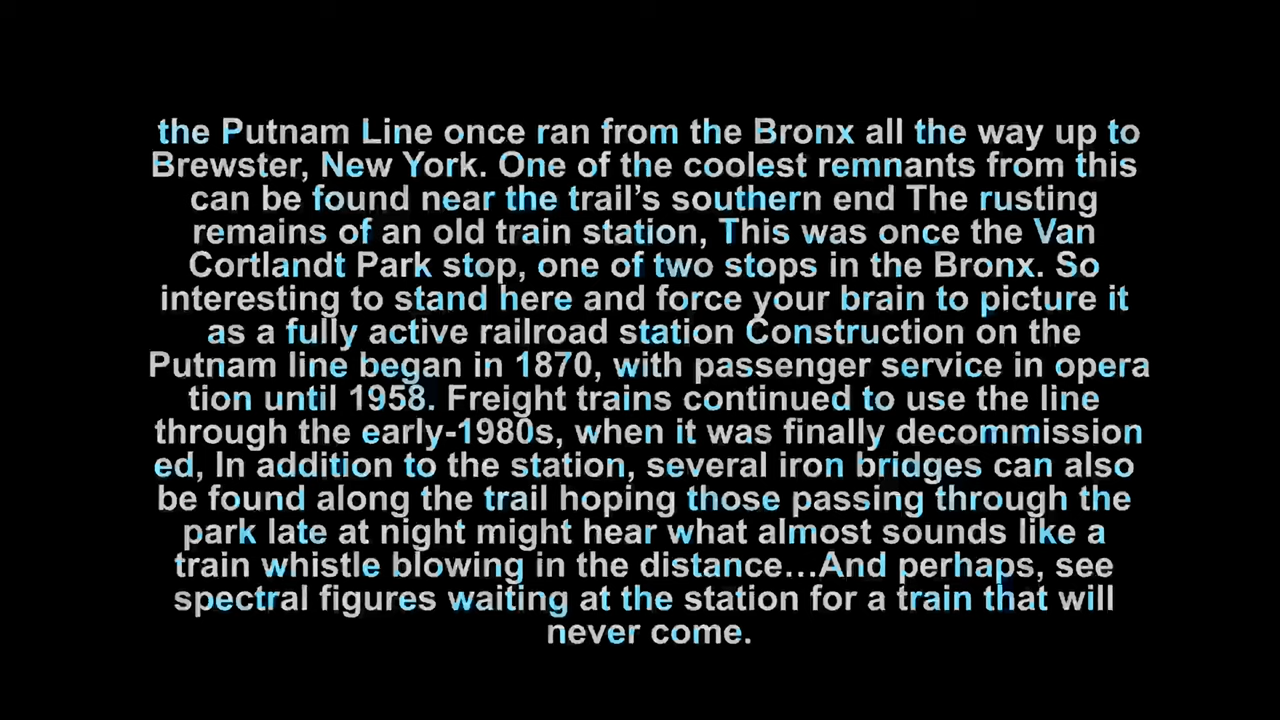 the Putnam Line once ran from the Bronx all the way up to
Brewster, New York. One of the coolest remnants from this
can be found near the trail’s southern end The rusting
remains of an old train station, This was once the Van
Cortlandt Park stop, one of two stops in the Bronx. So
interesting to stand here and force your brain to picture it
as a fully active railroad station Construction on the
Putnam line began in 1870, with passenger service in opera
tion until 1958. Freight trains continued to use the line
through the early-1980s, when it was finally decommission
ed, In addition to the station, several iron bridges can also
be found along the trail hoping those passing through the
park late at night might hear what almost sounds like a
train whistle blowing in the distance…And perhaps, see
spectral figures waiting at the station for a train that will
never come.